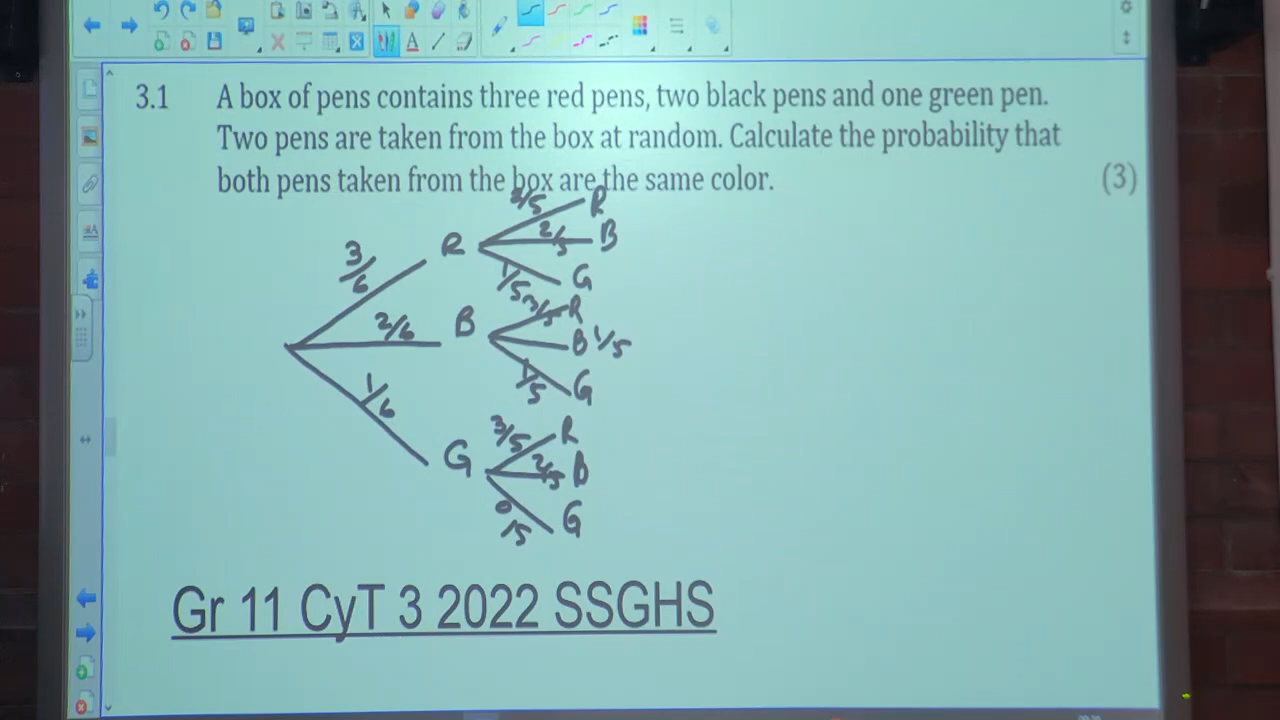 3.1 A box of pens contains three red pens, two black pens and one green pen.
Two pens are taken from the box at random. Calculate the probability that
both pens taken from the box are the same color. (3)
3/6 R
2/5 B
1/5 G
R
2/6 B
3/5 R
B 1/5
1/5 G
1/6 G
3/5 R
2/5 B
0/5 G
Gr 11 CyT 3 2022 SSGHS